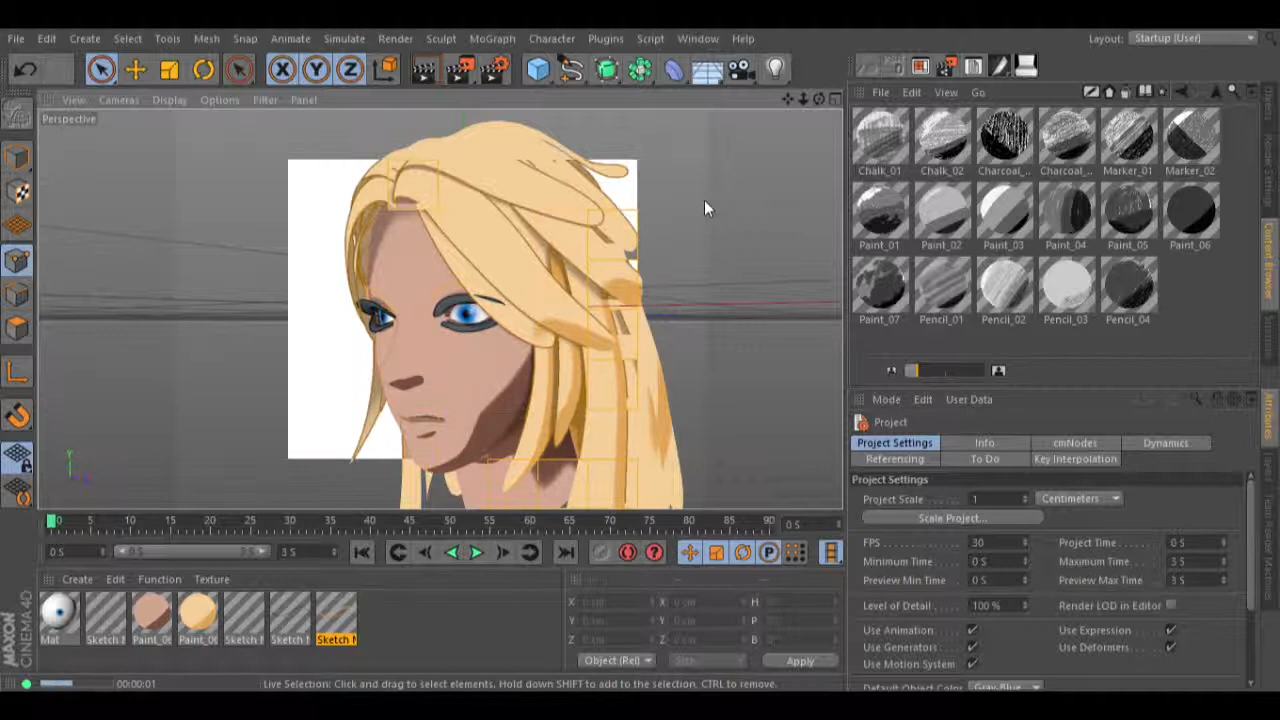 File Edit Create Select Tools Mesh Snap Animate Simulate Render Sculpt MoGraph Character Plugins Script Window Help Layout: Startup (User)
View Cameras Display Options Filter Panel
File Edit View Go
Perspective
Chalk_01 Chalk_02 Charcoal_... Charcoal_... Marker_01 Marker_02
Paint_01 Paint_02 Paint_03 Paint_04 Paint_05 Paint_06
Paint_07 Pencil_01 Pencil_02 Pencil_03 Pencil_04
Objects
Content Browser
Mode Edit User Data
Project
Project Settings Info cmNodes Dynamics
Referencing To Do Key Interpolation
Attributes
Project Settings
Project Scale 1 Centimeters
Scale Project...
0 5 10 15 20 25 30 35 40 45 50 55 60 65 70 75 80 85 90 0 S
0 S 0 S 3 S 3 S
FPS 30 Project Time 0 S
Minimum Time 0 S Maximum Time 3 S
Preview Min Time 0 S Preview Max Time 3 S
Level of Detail 100 % Render LOD in Editor
Use Animation Use Expression
Use Generators Use Deformers
Use Motion System
Create Edit Function Texture
Mat Sketch Paint_0 Paint_0 Sketch Sketch Sketch
X X H
Y Y P
Z Z B
Object (Rel) Size Apply
MAXON
CINEMA 4D
00:00:01 Live Selection: Click and drag to select elements. Hold down SHIFT to add to the selection, CTRL to remove.